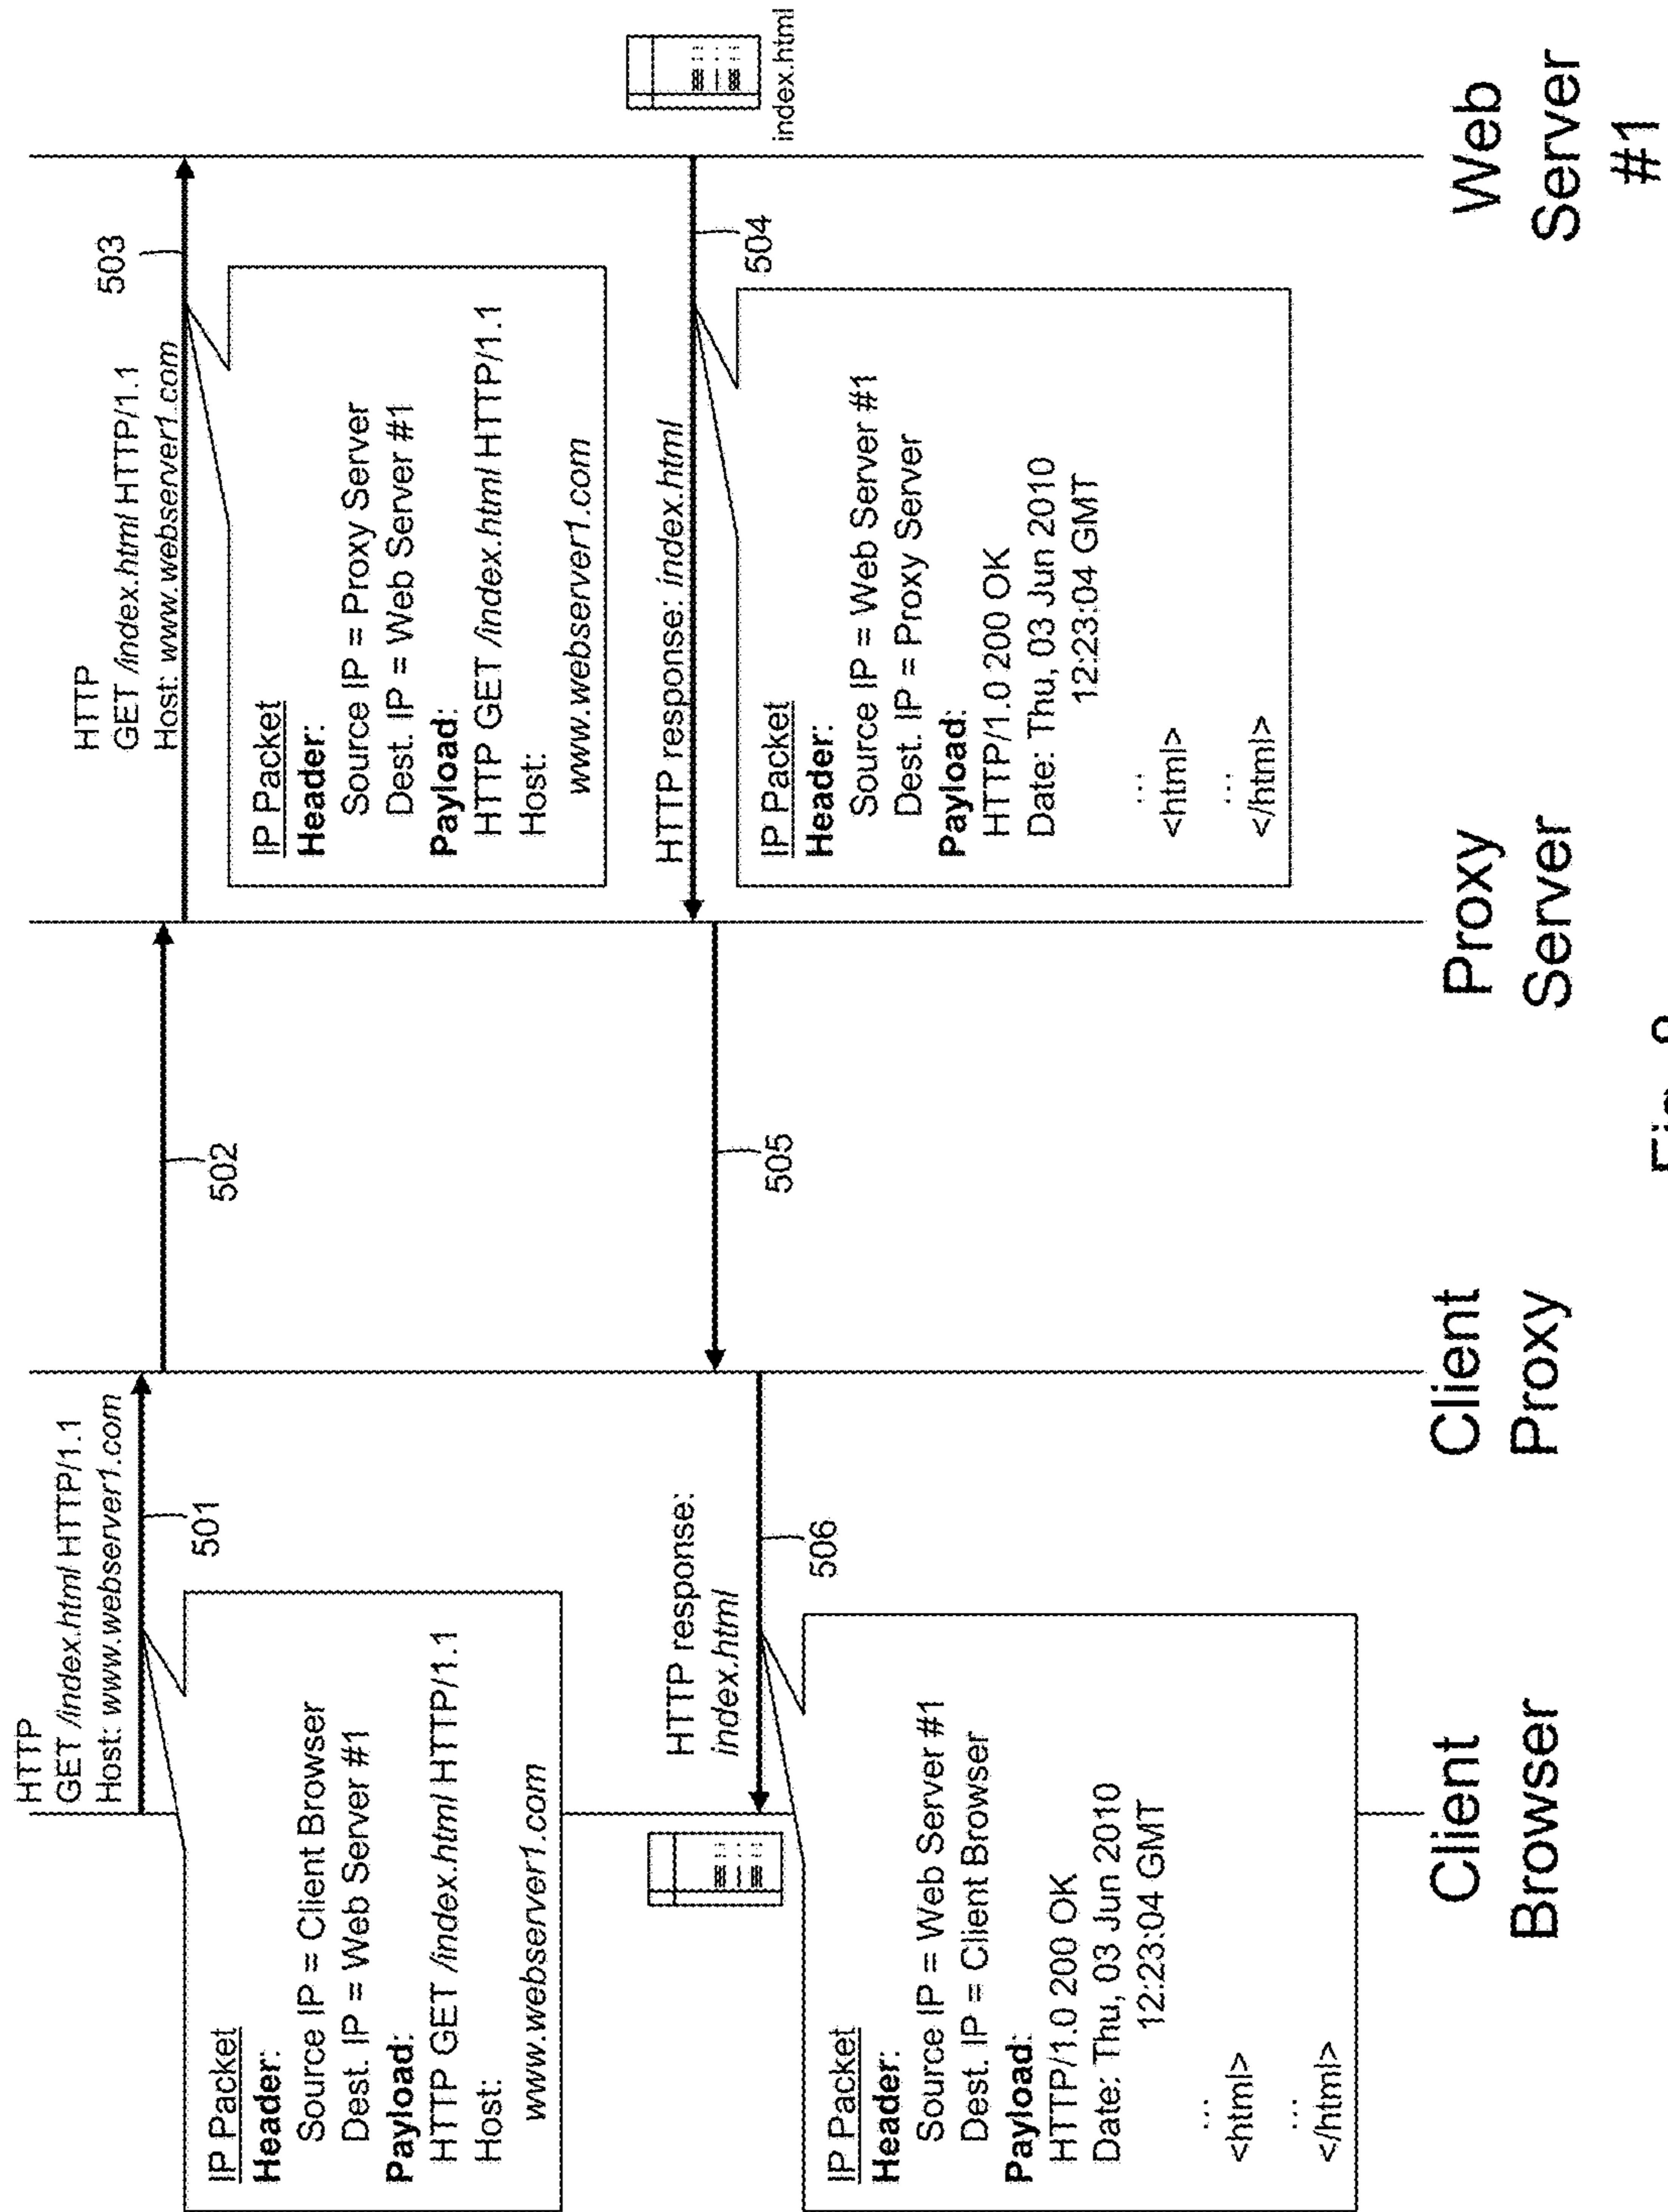 HTTP
GET /index.html HTTP/1.1
Host: www.webserver1.com
501
IP Packet
Header:
Source IP = Client Browser
Dest. IP = Web Server #1
Payload:
HTTP GET /index.html HTTP/1.1
Host:
www.webserver1.com
502
HTTP
GET /index.html HTTP/1.1
Host: www.webserver1.com
503
IP Packet
Header:
Source IP = Proxy Server
Dest. IP = Web Server #1
Payload:
HTTP GET /index.html HTTP/1.1
Host:
www.webserver1.com
index.html
HTTP response: index.html
504
IP Packet
Header:
Source IP = Web Server #1
Dest. IP = Proxy Server
Payload:
HTTP/1.0 200 OK
Date: Thu, 03 Jun 2010
12:23:04 GMT
...
<html>
...
</html>
505
HTTP response:
index.html
506
IP Packet
Header:
Source IP = Web Server #1
Dest. IP = Client Browser
Payload:
HTTP/1.0 200 OK
Date: Thu, 03 Jun 2010
12:23:04 GMT
...
<html>
...
</html>
Client
Browser
Client
Proxy
Proxy
Server
Web
Server
#1
Fig.